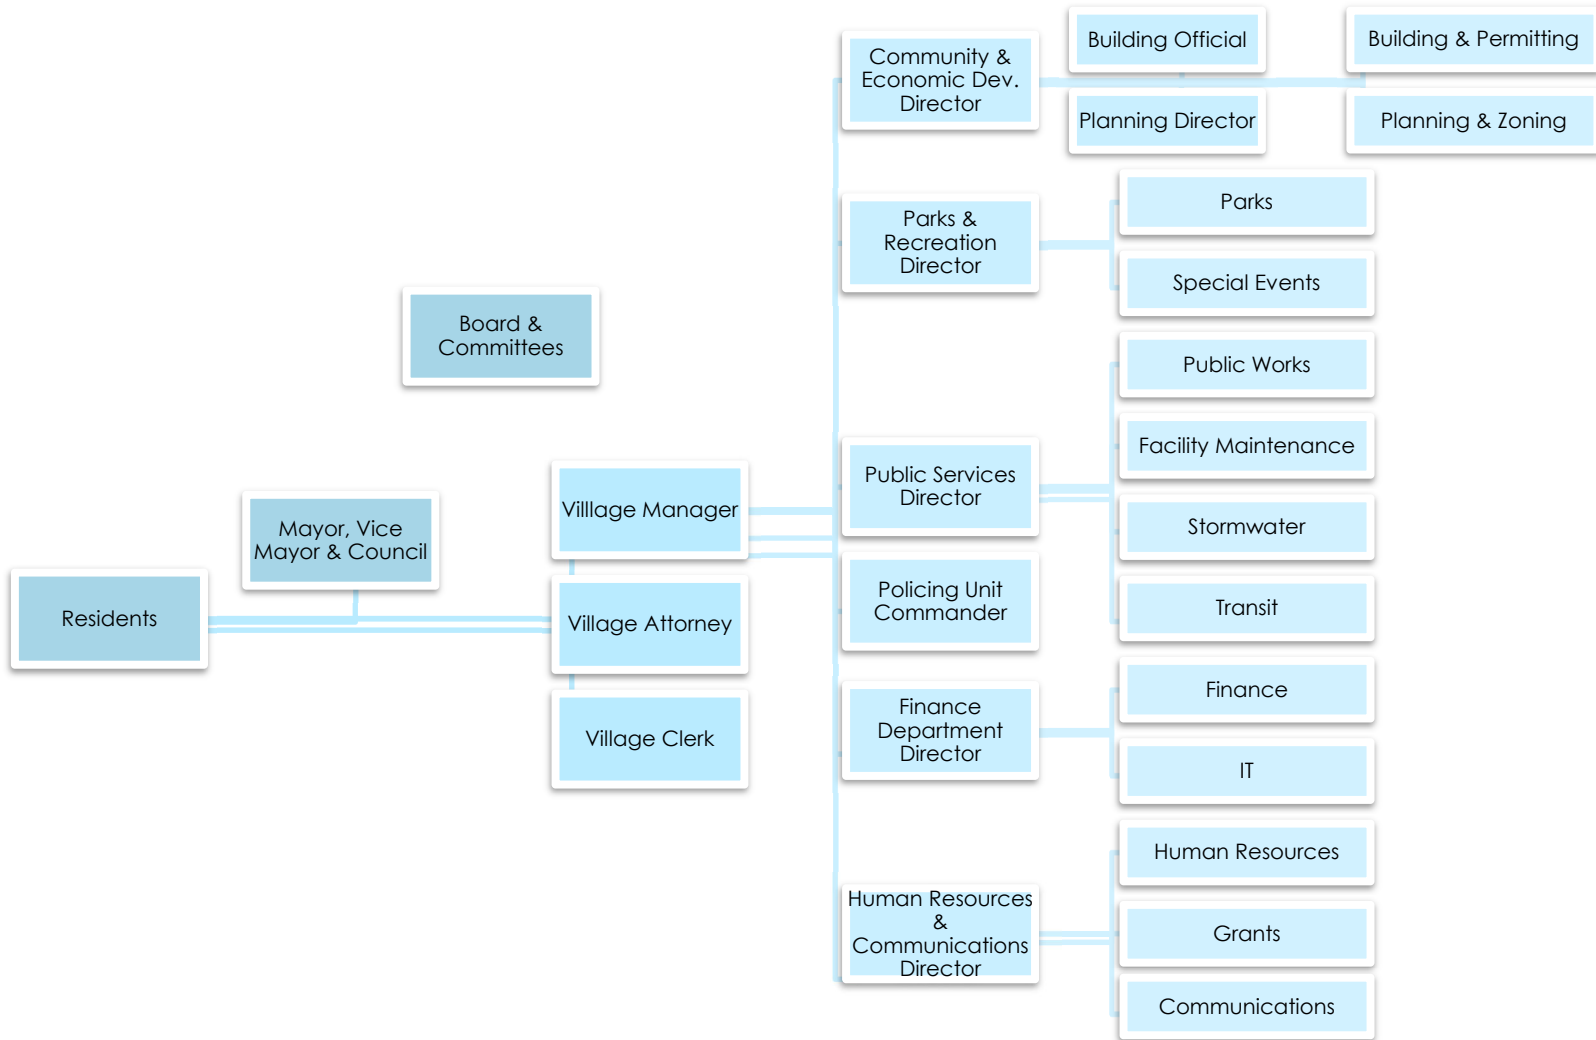 Residents
Mayor, Vice
Mayor & Council
Board &
Committees
Villlage Manager
Village Attorney
Village Clerk
Community &
Economic Dev.
Director
Building Official
Planning Director
Building & Permitting
Planning & Zoning
Parks &
Recreation
Director
Parks
Special Events
Public Services
Director
Public Works
Facility Maintenance
Stormwater
Transit
Policing Unit
Commander
Finance
Department
Director
Finance
IT
Human Resources
&
Communications
Director
Human Resources
Grants
Communications